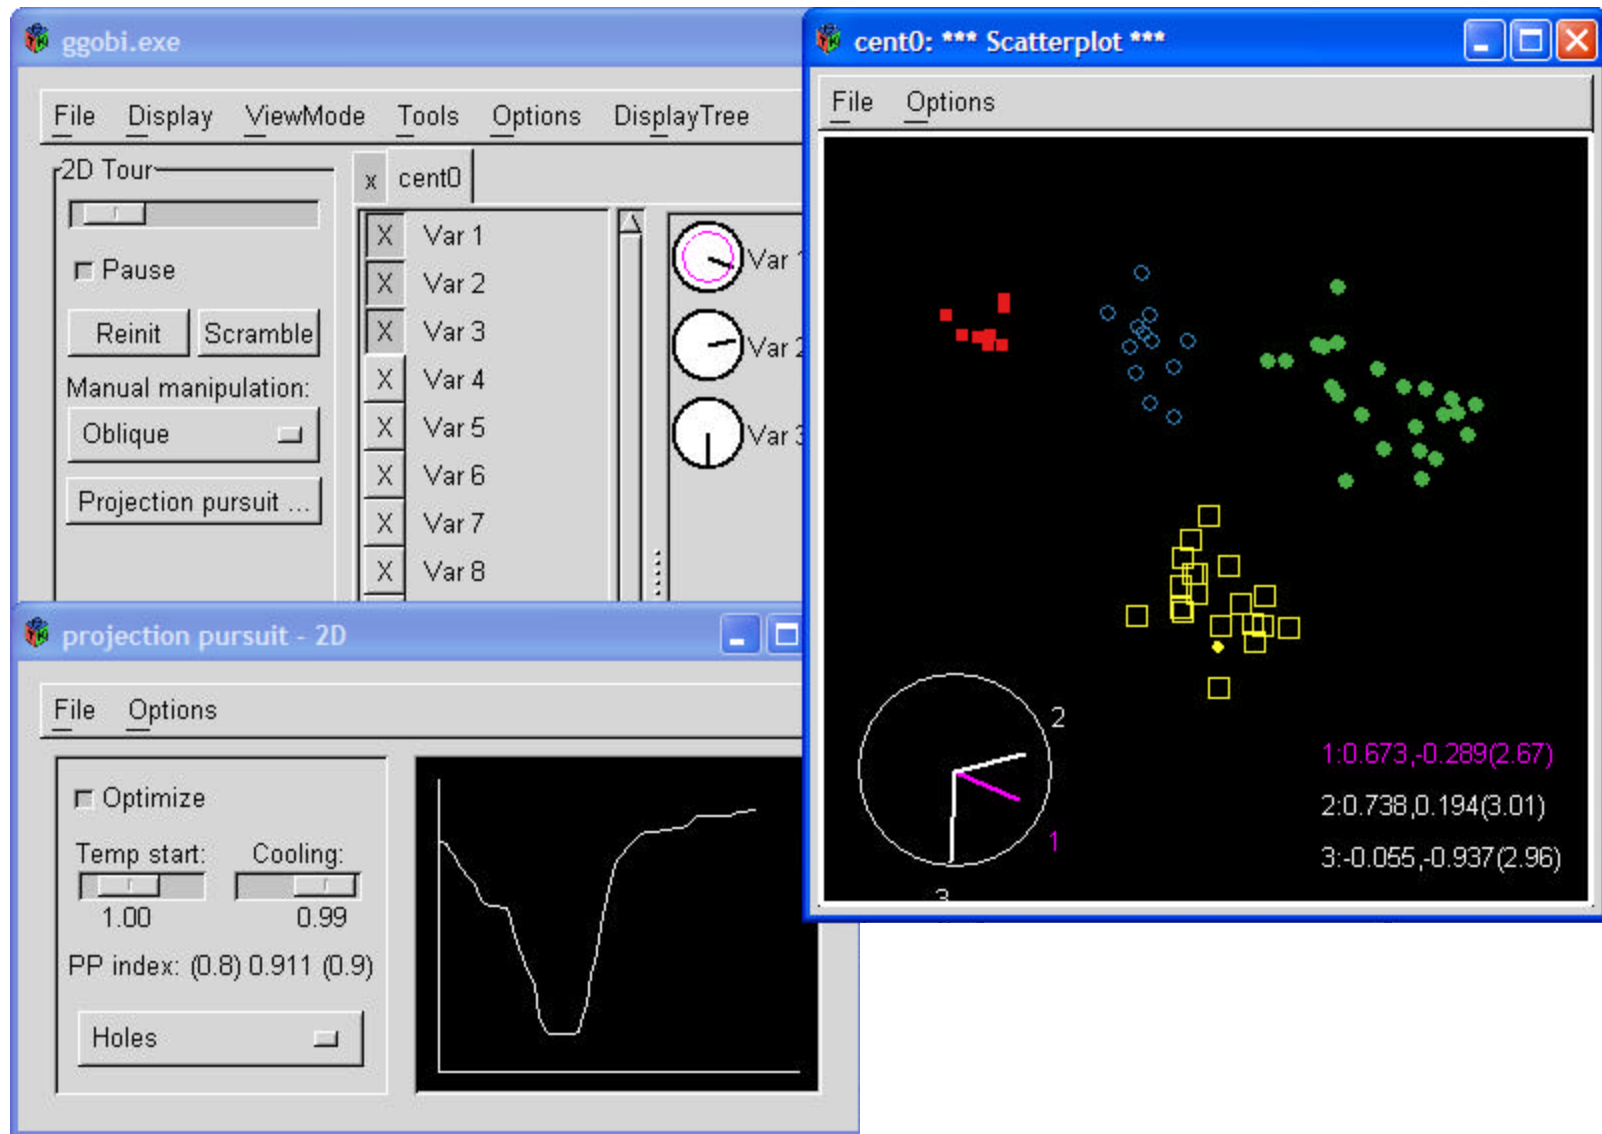 ggobi.exe
File Display ViewMode Tools Options DisplayTree
2D Tour
Pause
Reinit Scramble
Manual manipulation:
Oblique
Projection pursuit ...
x cent0
X Var 1
X Var 2
X Var 3
X Var 4
X Var 5
X Var 6
X Var 7
X Var 8
Var 1
Var 2
Var 3
projection pursuit - 2D
File Options
Optimize
Temp start: Cooling:
1.00 0.99
PP index: (0.8) 0.911 (0.9)
Holes
cent0: *** Scatterplot ***
File Options
2
1
3
1:0.673,-0.289(2.67)
2:0.738,0.194(3.01)
3:-0.055,-0.937(2.96)